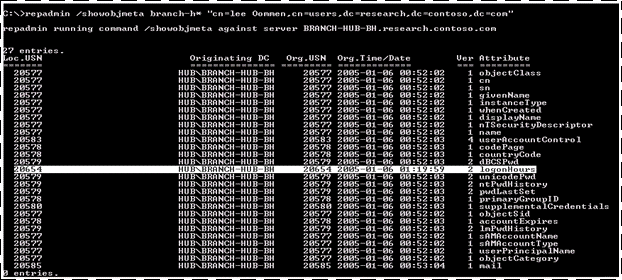 C:\>repadmin /showobjmeta branch-h* "cn=lee Oommen,cn=users,dc=research,dc=contoso,dc=com"
repadmin running command /showobjmeta against server BRANCH-HUB-BH.research.contoso.com
27 entries.
Loc.USN Originating DC Org.USN Org.Time/Date Ver Attribute
======= ============== ======= ============= === =========
20577 HUB\BRANCH-HUB-BH 20577 2005-01-06 00:52:02 1 objectClass
20577 HUB\BRANCH-HUB-BH 20577 2005-01-06 00:52:02 1 cn
20577 HUB\BRANCH-HUB-BH 20577 2005-01-06 00:52:02 1 sn
20577 HUB\BRANCH-HUB-BH 20577 2005-01-06 00:52:02 1 givenName
20577 HUB\BRANCH-HUB-BH 20577 2005-01-06 00:52:02 1 instanceType
20577 HUB\BRANCH-HUB-BH 20577 2005-01-06 00:52:02 1 whenCreated
20577 HUB\BRANCH-HUB-BH 20577 2005-01-06 00:52:02 1 displayName
20577 HUB\BRANCH-HUB-BH 20577 2005-01-06 00:52:02 1 nTSecurityDescriptor
20577 HUB\BRANCH-HUB-BH 20577 2005-01-06 00:52:02 1 name
20583 HUB\BRANCH-HUB-BH 20583 2005-01-06 00:52:03 4 userAccountControl
20578 HUB\BRANCH-HUB-BH 20578 2005-01-06 00:52:03 1 codePage
20578 HUB\BRANCH-HUB-BH 20578 2005-01-06 00:52:03 1 countryCode
20579 HUB\BRANCH-HUB-BH 20579 2005-01-06 00:52:03 2 dBCSPwd
20654 HUB\BRANCH-HUB-BH 20654 2005-01-06 01:19:59 2 logonHours
20579 HUB\BRANCH-HUB-BH 20579 2005-01-06 00:52:03 2 unicodePwd
20579 HUB\BRANCH-HUB-BH 20579 2005-01-06 00:52:03 2 ntPwdHistory
20579 HUB\BRANCH-HUB-BH 20579 2005-01-06 00:52:03 2 pwdLastSet
20578 HUB\BRANCH-HUB-BH 20578 2005-01-06 00:52:03 1 primaryGroupID
20580 HUB\BRANCH-HUB-BH 20580 2005-01-06 00:52:03 1 supplementalCredentials
20577 HUB\BRANCH-HUB-BH 20577 2005-01-06 00:52:02 1 objectSid
20578 HUB\BRANCH-HUB-BH 20578 2005-01-06 00:52:03 1 accountExpires
20579 HUB\BRANCH-HUB-BH 20579 2005-01-06 00:52:03 2 lmPwdHistory
20577 HUB\BRANCH-HUB-BH 20577 2005-01-06 00:52:02 1 sAMAccountName
20577 HUB\BRANCH-HUB-BH 20577 2005-01-06 00:52:02 1 sAMAccountType
20577 HUB\BRANCH-HUB-BH 20577 2005-01-06 00:52:02 1 userPrincipalName
20577 HUB\BRANCH-HUB-BH 20577 2005-01-06 00:52:02 1 objectCategory
20585 HUB\BRANCH-HUB-BH 20585 2005-01-06 00:53:04 1 mail
0 entries.